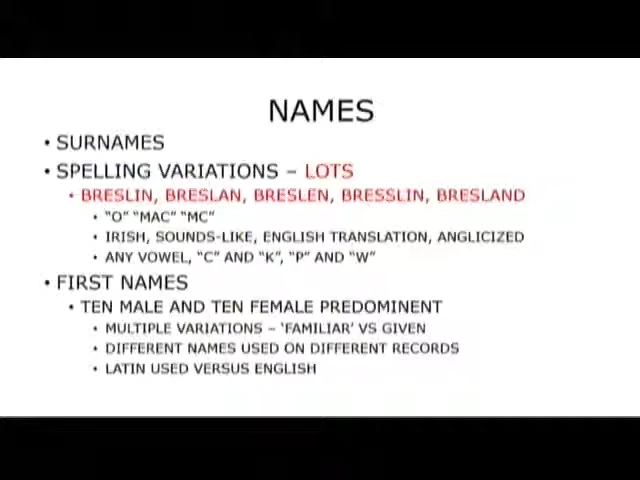 NAMES
• SURNAMES
• SPELLING VARIATIONS – LOTS
• BRESLIN, BRESLAN, BRESLEN, BRESSLIN, BRESLAND
• "O" "MAC" "MC"
• IRISH, SOUNDS-LIKE, ENGLISH TRANSLATION, ANGLICIZED
• ANY VOWEL, "C" AND "K", "P" AND "W"
• FIRST NAMES
• TEN MALE AND TEN FEMALE PREDOMINENT
• MULTIPLE VARIATIONS – 'FAMILIAR' VS GIVEN
• DIFFERENT NAMES USED ON DIFFERENT RECORDS
• LATIN USED VERSUS ENGLISH